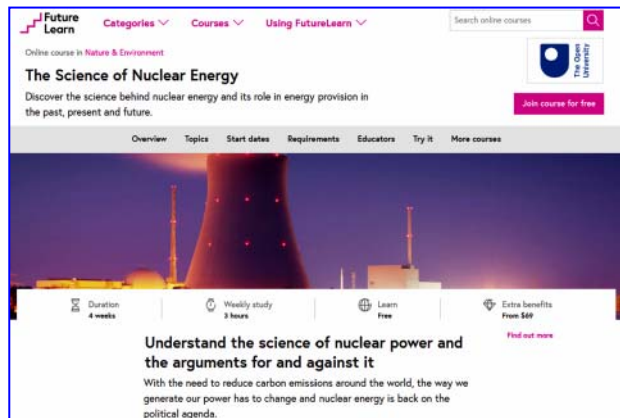 Future
Learn
Categories
Courses
Using FutureLearn
Search online courses
Online course in Nature & Environment
The Science of Nuclear Energy
Discover the science behind nuclear energy and its role in energy provision in
the past, present and future.
The Open
University
Join course for free
Overview Topics Start dates Requirements Educators Try it More courses
Duration
4 weeks
Weekly study
3 hours
Learn
Free
Extra benefits
From $69
Find out more
Understand the science of nuclear power and
the arguments for and against it
With the need to reduce carbon emissions around the world, the way we
generate our power has to change and nuclear energy is back on the
political agenda.